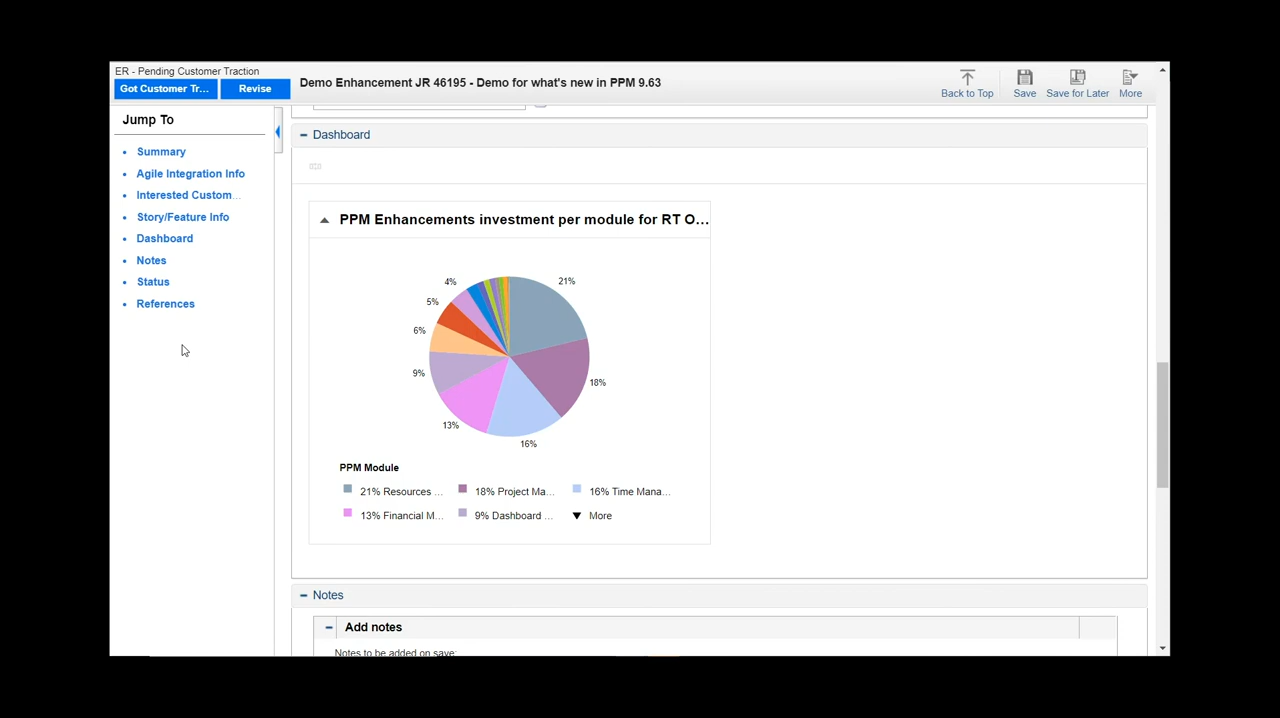 ER - Pending Customer Traction
Got Customer Tr...
Revise
Demo Enhancement JR 46195 - Demo for what's new in PPM 9.63
Back to Top
Save
Save for Later
More
Jump To
Summary
Agile Integration Info
Interested Custom...
Story/Feature Info
Dashboard
Notes
Status
References
Dashboard
PPM Enhancements investment per module for RT O...
4%
21%
5%
6%
9%
18%
13%
16%
PPM Module
21% Resources ...
18% Project Ma...
16% Time Mana...
13% Financial M...
9% Dashboard ...
More
Notes
Add notes
Notes to be added on save: